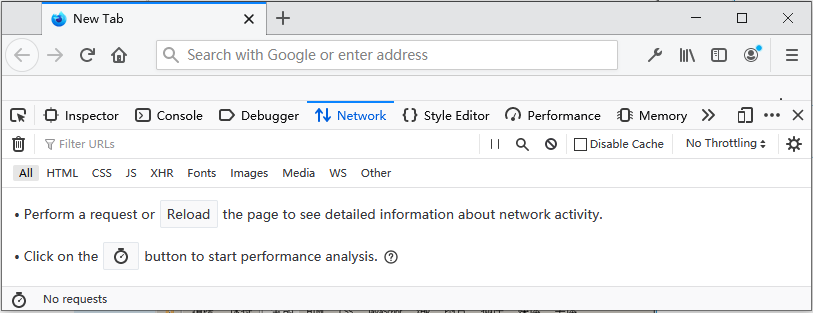 New Tab
Search with Google or enter address
Inspector Console Debugger Network Style Editor Performance Memory
Filter URLs Disable Cache No Throttling
All HTML CSS JS XHR Fonts Images Media WS Other
• Perform a request or Reload the page to see detailed information about network activity.
• Click on the button to start performance analysis.
No requests